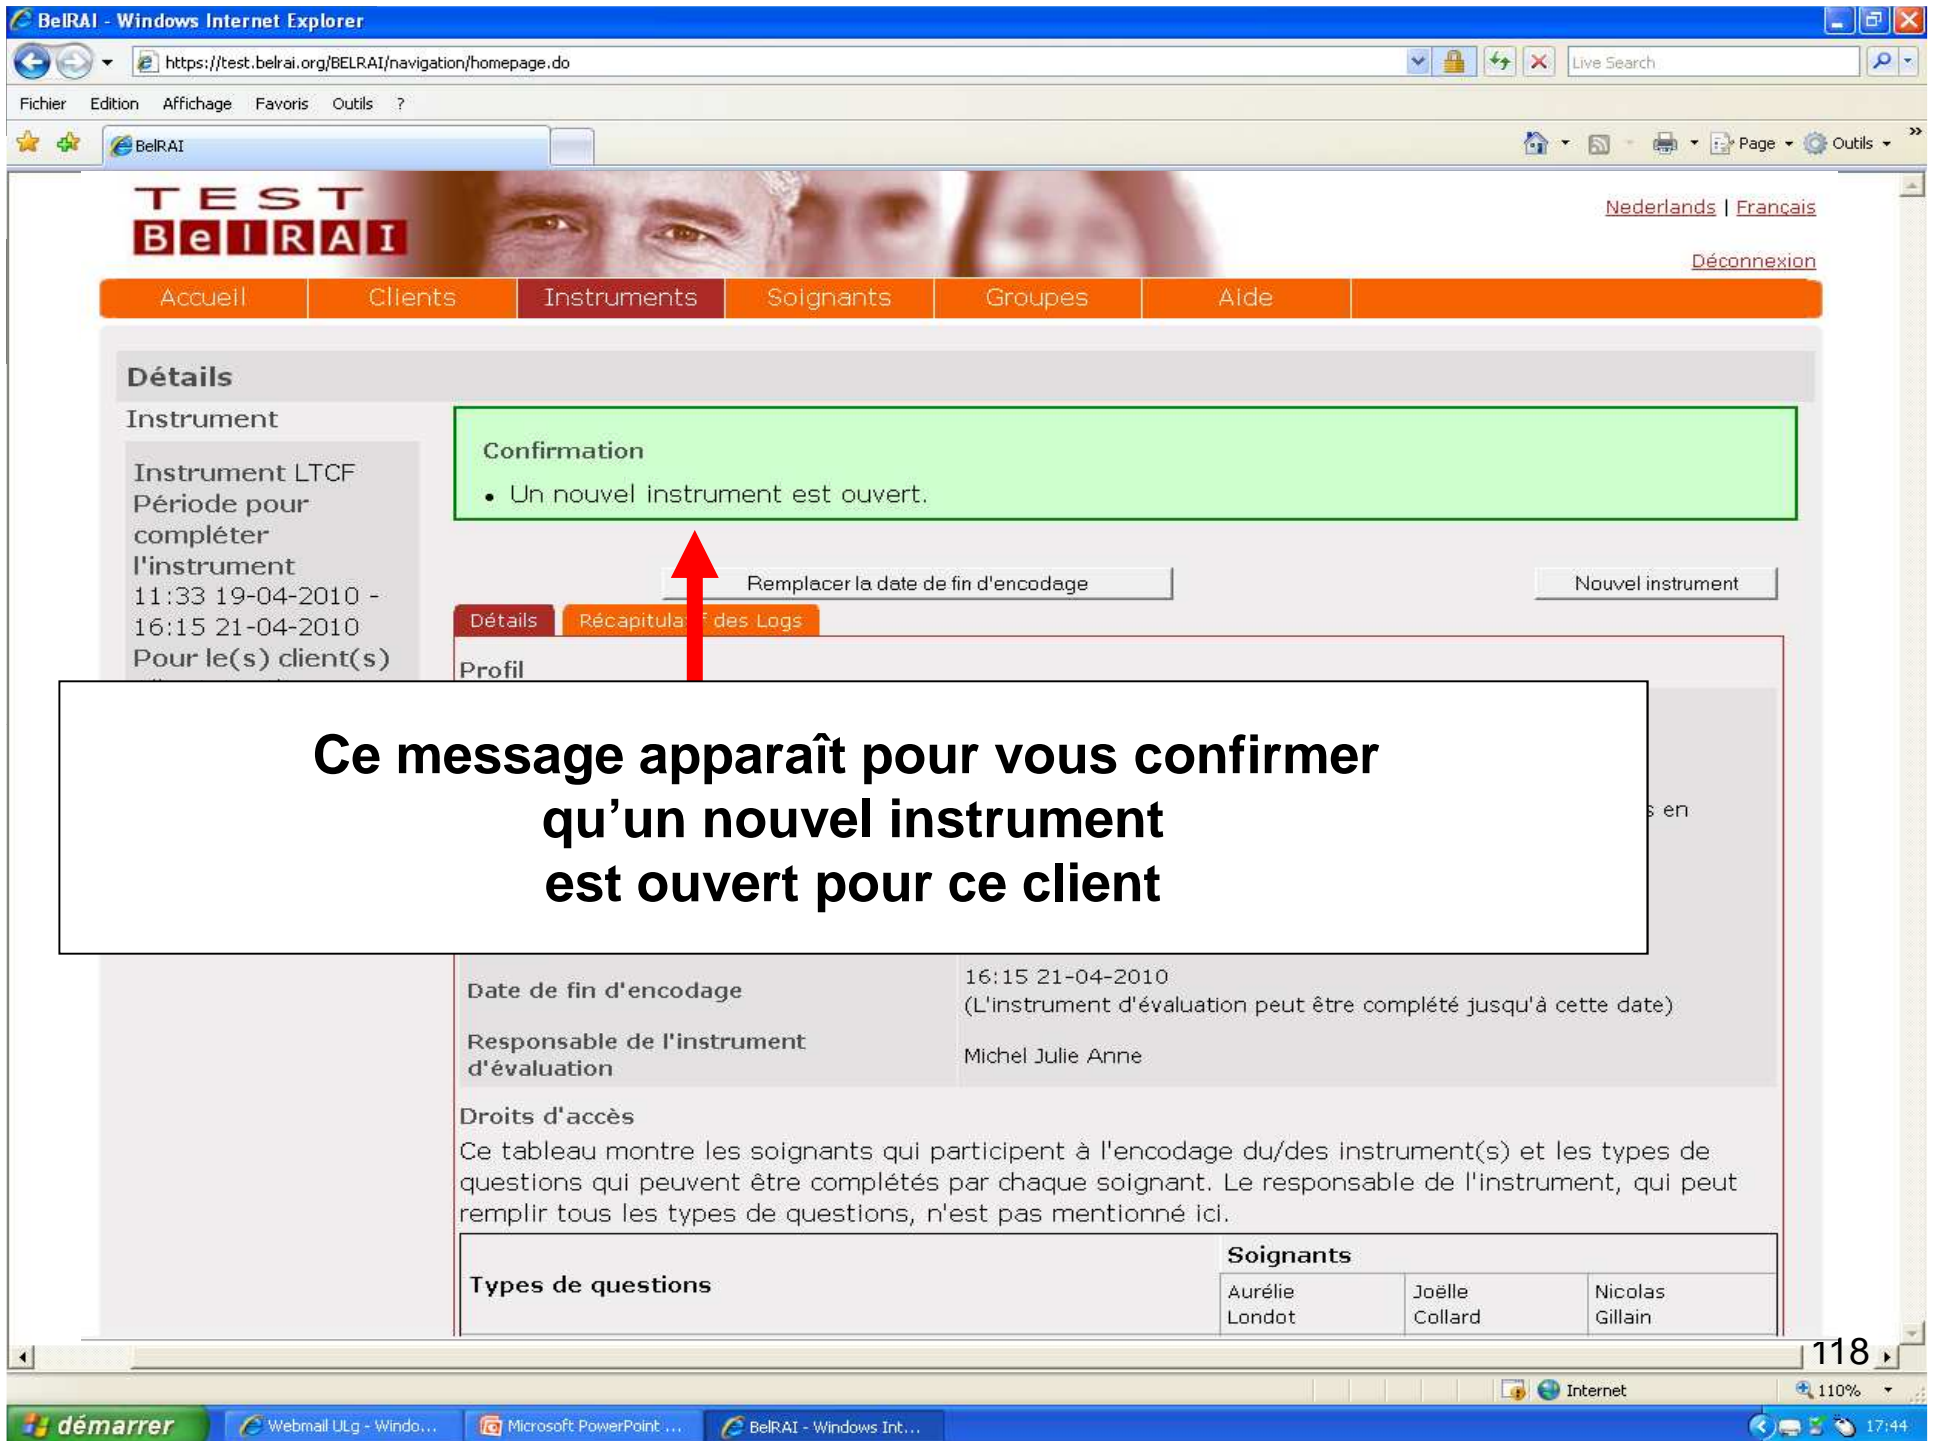 BelRAI - Windows Internet Explorer
https://test.belrai.org/BELRAI/navigation/homepage.do
Live Search
Fichier Edition Affichage Favoris Outils ?
BelRAI
Page Outils
TEST
BelRAI
Nederlands | Français
Déconnexion
Accueil Clients Instruments Soignants Groupes Aide
Détails
Instrument
Instrument LTCF
Période pour
compléter
l'instrument
11:33 19-04-2010 -
16:15 21-04-2010
Pour le(s) client(s)
Confirmation
• Un nouvel instrument est ouvert.
Remplacer la date de fin d'encodage
Nouvel instrument
Détails
Récapitulatif des Logs
Profil
Ce message apparaît pour vous confirmer
qu'un nouvel instrument
est ouvert pour ce client
en
Date de fin d'encodage
16:15 21-04-2010
(L'instrument d'évaluation peut être complété jusqu'à cette date)
Responsable de l'instrument
d'évaluation
Michel Julie Anne
Droits d'accès
Ce tableau montre les soignants qui participent à l'encodage du/des instrument(s) et les types de
questions qui peuvent être complétés par chaque soignant. Le responsable de l'instrument, qui peut
remplir tous les types de questions, n'est pas mentionné ici.
Types de questions
Soignants
Aurélie
Londot
Joëlle
Collard
Nicolas
Gillain
118
Internet
110%
démarrer
Webmail ULg - Windo...
Microsoft PowerPoint ...
BelRAI - Windows Int...
17:44